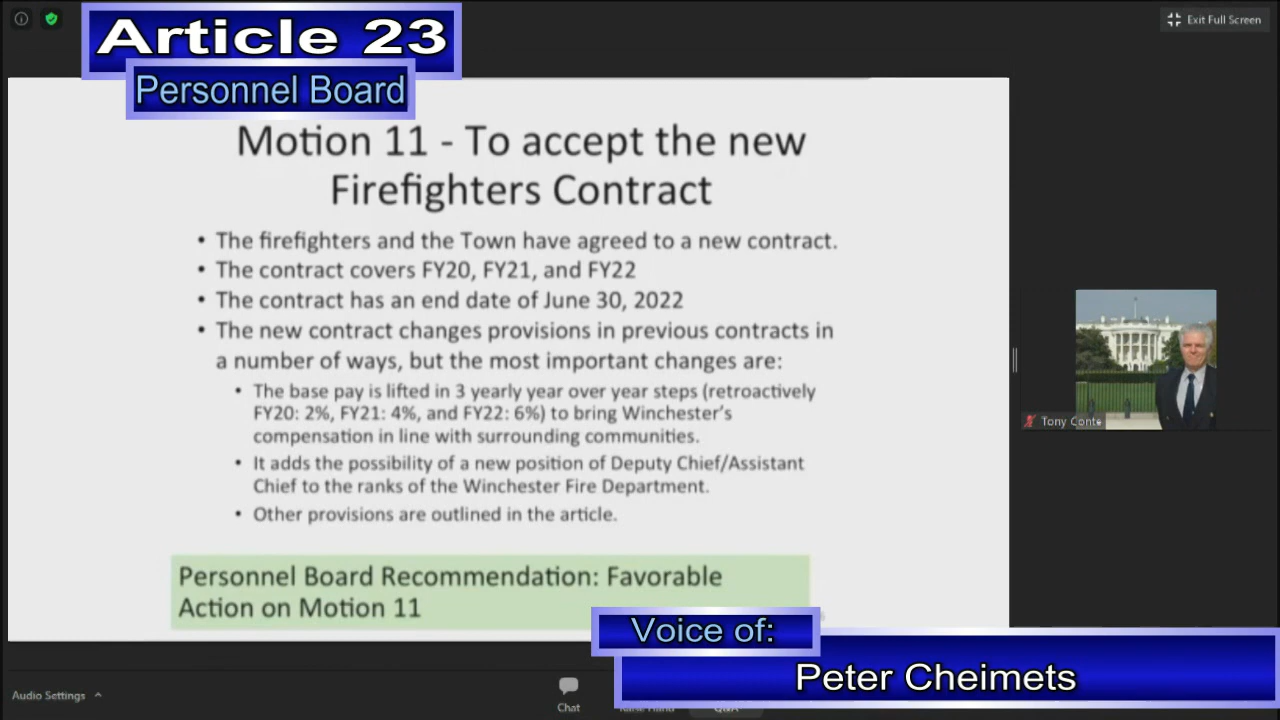 Exit Full Screen
Article 23
Personnel Board
Motion 11 - To accept the new
Firefighters Contract
• The firefighters and the Town have agreed to a new contract.
• The contract covers FY20, FY21, and FY22
• The contract has an end date of June 30, 2022
• The new contract changes provisions in previous contracts in
a number of ways, but the most important changes are:
• The base pay is lifted in 3 yearly year over year steps (retroactively
FY20: 2%, FY21: 4%, and FY22: 6%) to bring Winchester's
compensation in line with surrounding communities.
• It adds the possibility of a new position of Deputy Chief/Assistant
Chief to the ranks of the Winchester Fire Department.
• Other provisions are outlined in the article.
Tony Conte
Personnel Board Recommendation: Favorable
Action on Motion 11
Voice of:
Peter Cheimets
Audio Settings
Chat